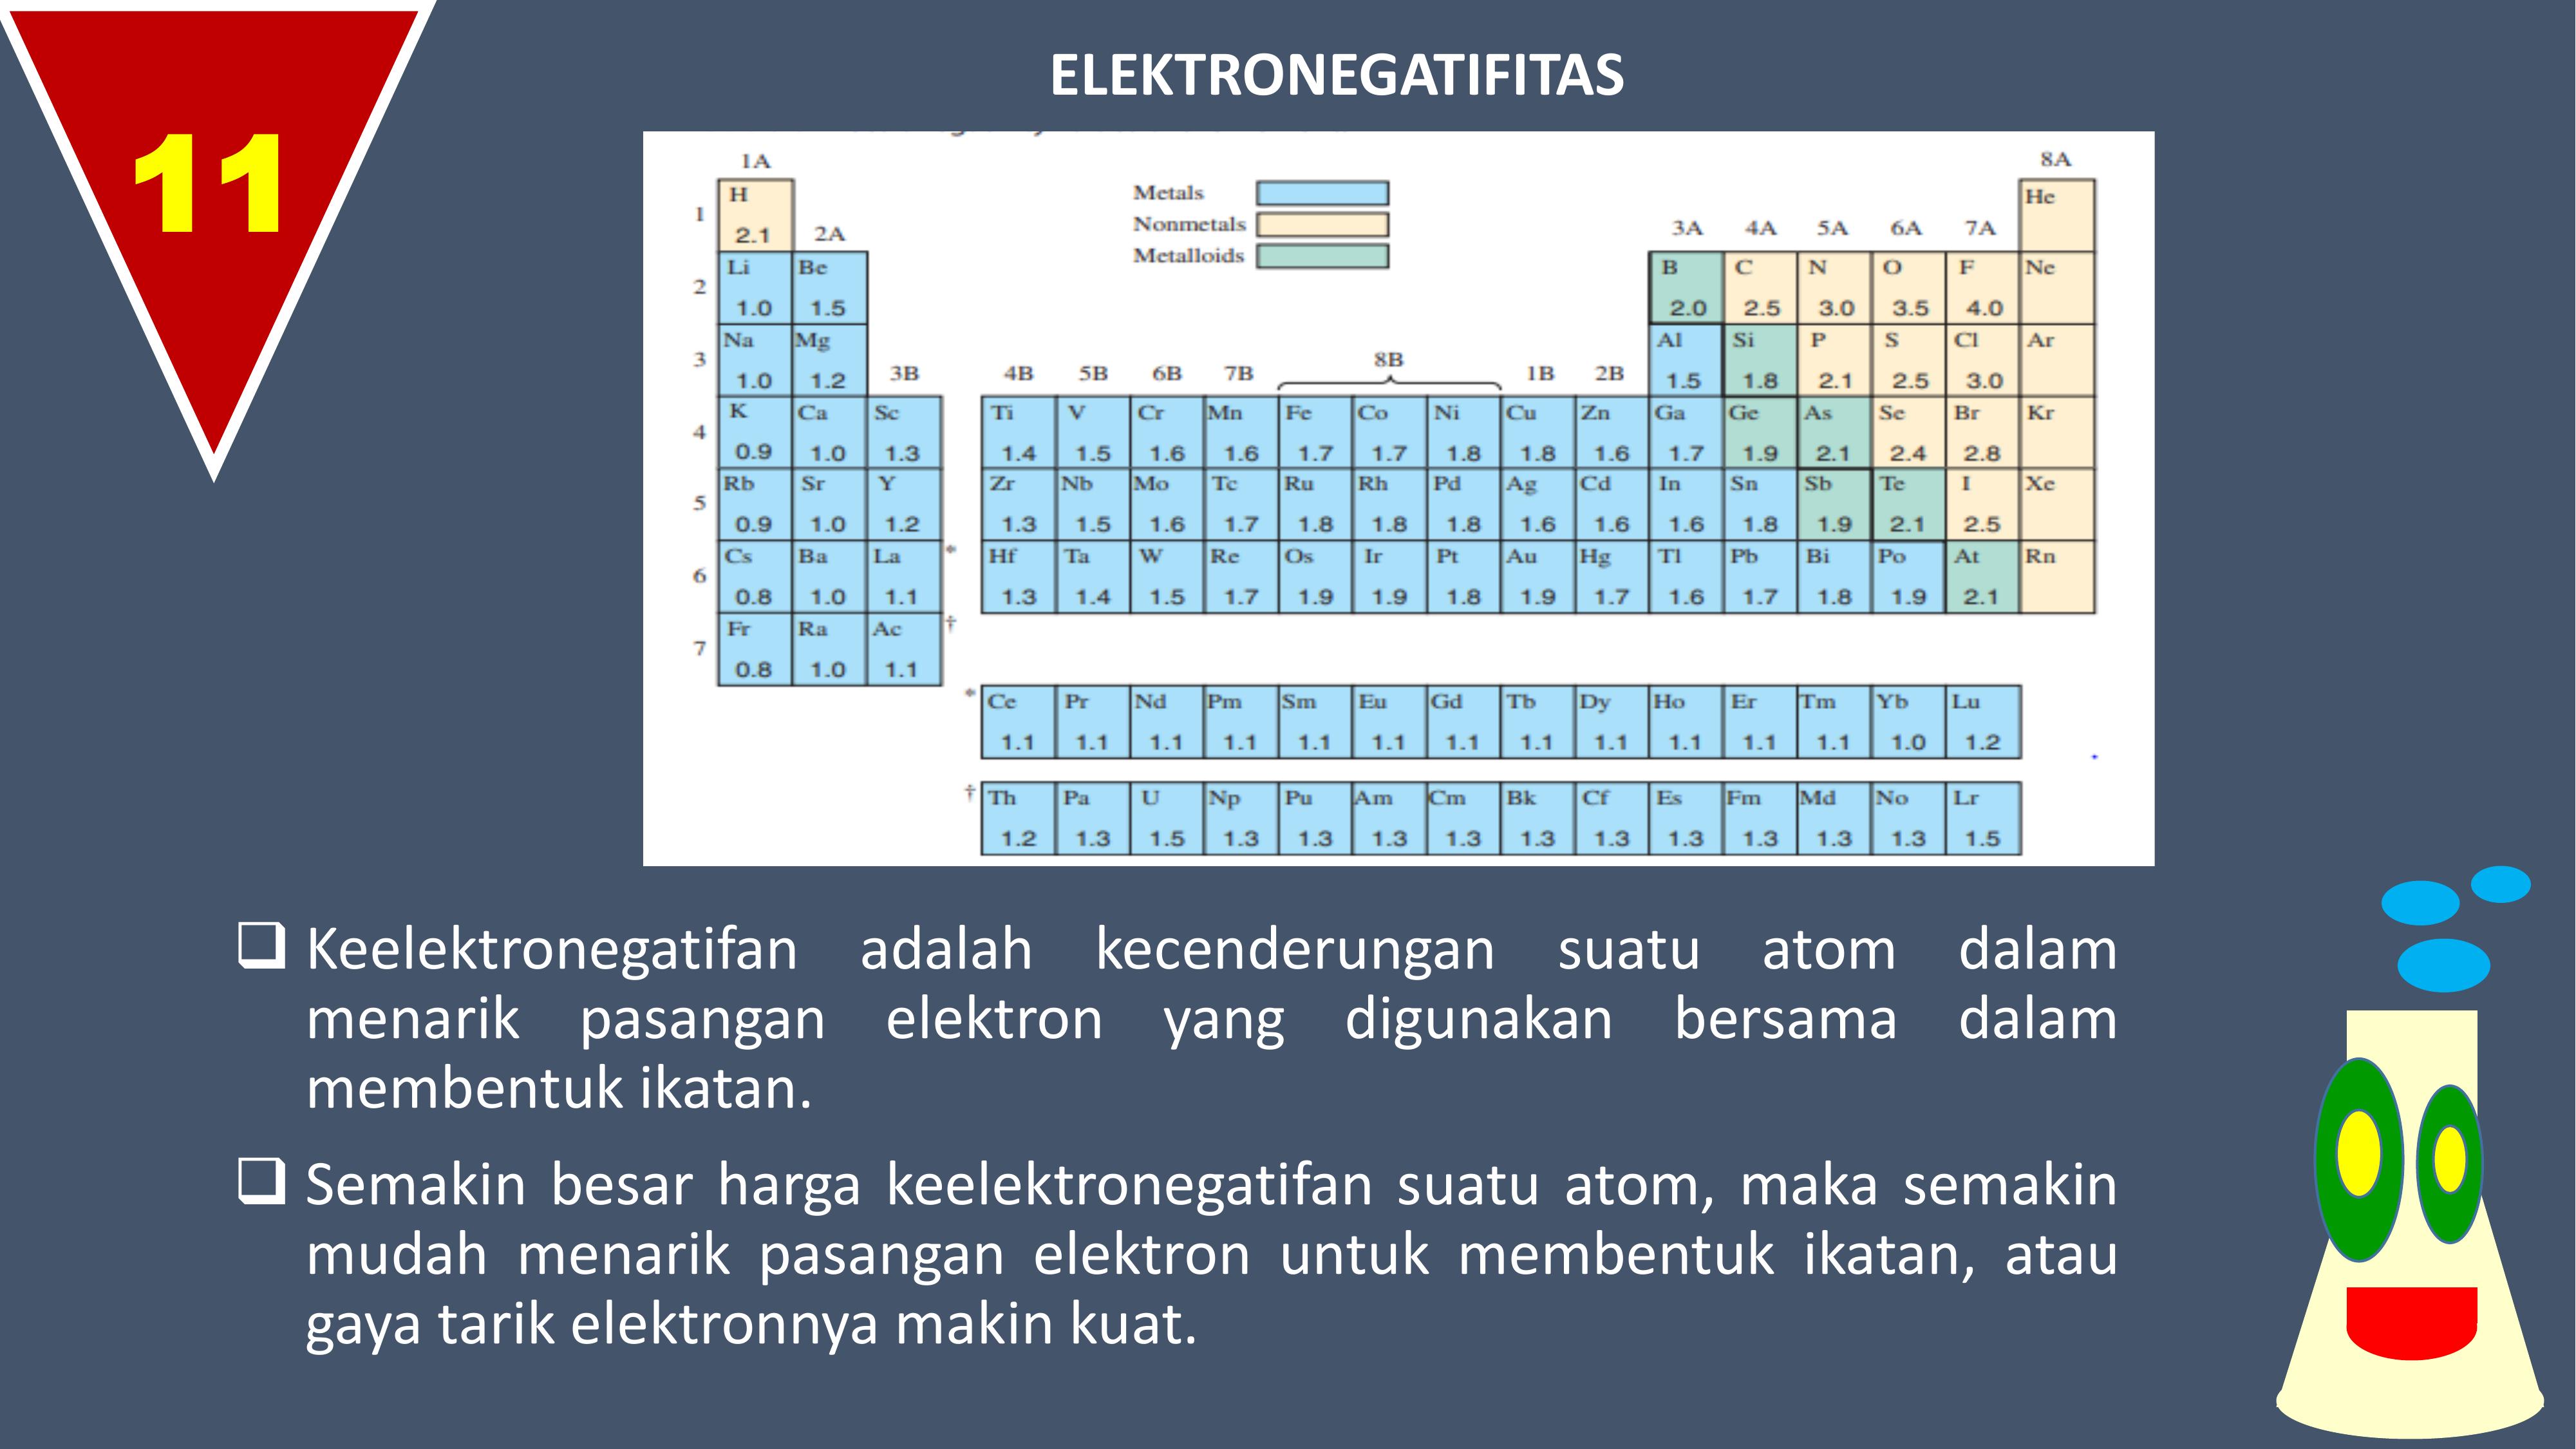 11
ELEKTRONEGATIFITAS
1A
8A
Metals
Nonmetals
Metalloids
1 H He
2A 3A 4A 5A 6A 7A
2.1
2 Li Be B C N O F Ne
1.0 1.5 2.0 2.5 3.0 3.5 4.0
3 Na Mg Al Si P S Cl Ar
3B 4B 5B 6B 7B 8B 1B 2B
1.0 1.2 1.5 1.8 2.1 2.5 3.0
4 K Ca Sc Ti V Cr Mn Fe Co Ni Cu Zn Ga Ge As Se Br Kr
0.9 1.0 1.3 1.4 1.5 1.6 1.6 1.7 1.7 1.8 1.8 1.6 1.7 1.9 2.1 2.4 2.8
5 Rb Sr Y Zr Nb Mo Tc Ru Rh Pd Ag Cd In Sn Sb Te I Xe
0.9 1.0 1.2 1.3 1.5 1.6 1.7 1.8 1.8 1.8 1.6 1.6 1.6 1.8 1.9 2.1 2.5
6 Cs Ba La * Hf Ta W Re Os Ir Pt Au Hg Tl Pb Bi Po At Rn
0.8 1.0 1.1 1.3 1.4 1.5 1.7 1.9 1.9 1.8 1.9 1.7 1.6 1.7 1.8 1.9 2.1
7 Fr Ra Ac †
0.8 1.0 1.1
* Ce Pr Nd Pm Sm Eu Gd Tb Dy Ho Er Tm Yb Lu
1.1 1.1 1.1 1.1 1.1 1.1 1.1 1.1 1.1 1.1 1.1 1.1 1.0 1.2
† Th Pa U Np Pu Am Cm Bk Cf Es Fm Md No Lr
1.2 1.3 1.5 1.3 1.3 1.3 1.3 1.3 1.3 1.3 1.3 1.3 1.3 1.5
❑ Keelektronegatifan adalah kecenderungan suatu atom dalam
menarik pasangan elektron yang digunakan bersama dalam
membentuk ikatan.
❑ Semakin besar harga keelektronegatifan suatu atom, maka semakin
mudah menarik pasangan elektron untuk membentuk ikatan, atau
gaya tarik elektronnya makin kuat.